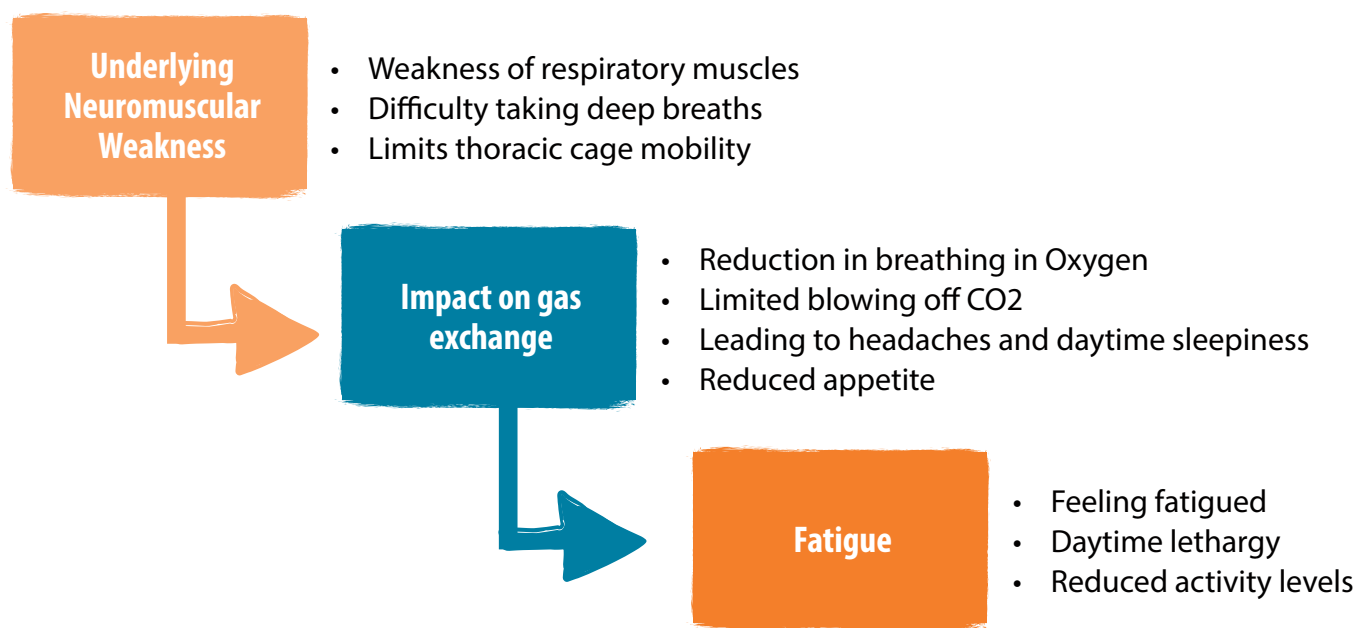 Underlying
Neuromuscular
Weakness
• Weakness of respiratory muscles
• Difficulty taking deep breaths
• Limits thoracic cage mobility
Impact on gas
exchange
• Reduction in breathing in Oxygen
• Limited blowing off CO2
• Leading to headaches and daytime sleepiness
• Reduced appetite
Fatigue
• Feeling fatigued
• Daytime lethargy
• Reduced activity levels